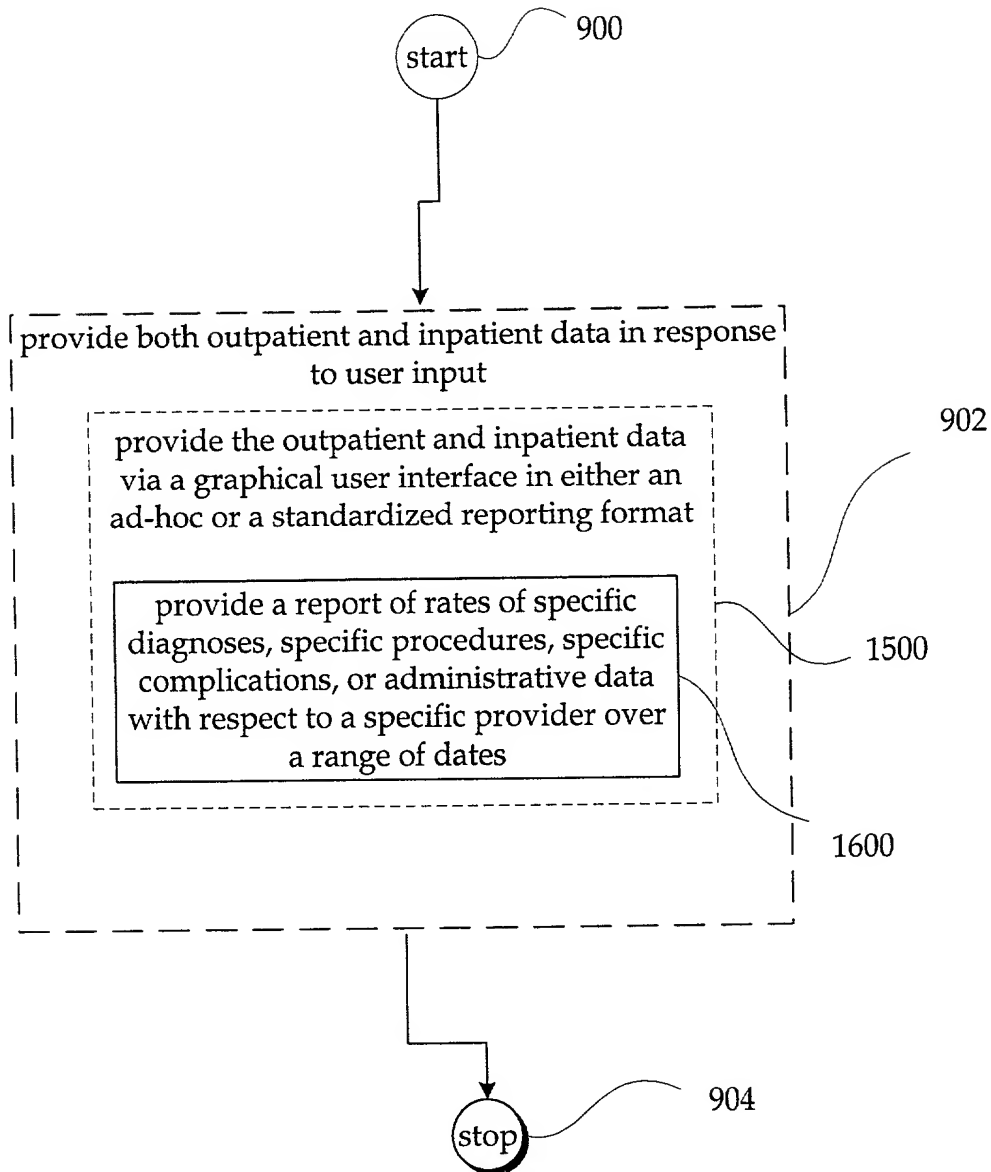 900
start
provide both outpatient and inpatient data in response
to user input
902
provide the outpatient and inpatient data
via a graphical user interface in either an
ad-hoc or a standardized reporting format
provide a report of rates of specific
diagnoses, specific procedures, specific
complications, or administrative data
with respect to a specific provider over
a range of dates
1500
1600
904
stop